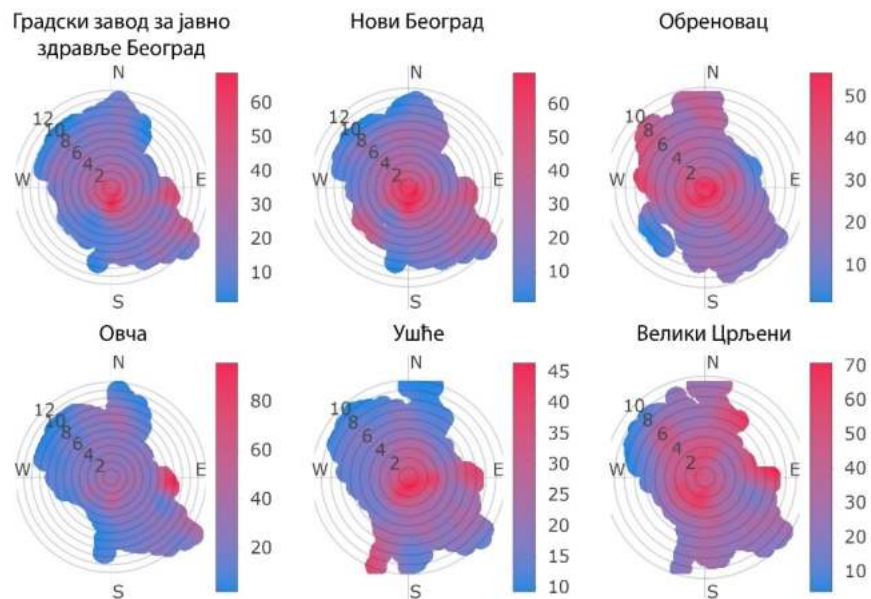 Градски завод за јавно
здравље Београд
N
12
10
8
6
4
2
W
E
S
60
50
40
30
20
10
Нови Београд
N
12
10
8
6
4
2
W
E
S
60
50
40
30
20
10
Обреновац
N
10
8
6
4
2
W
E
S
50
40
30
20
10
Овча
N
12
10
8
6
4
2
W
E
S
80
60
40
20
Ушће
N
10
8
6
4
2
W
E
S
45
40
35
30
25
20
15
10
Велики Црљени
N
10
8
6
4
2
W
E
S
70
60
50
40
30
20
10